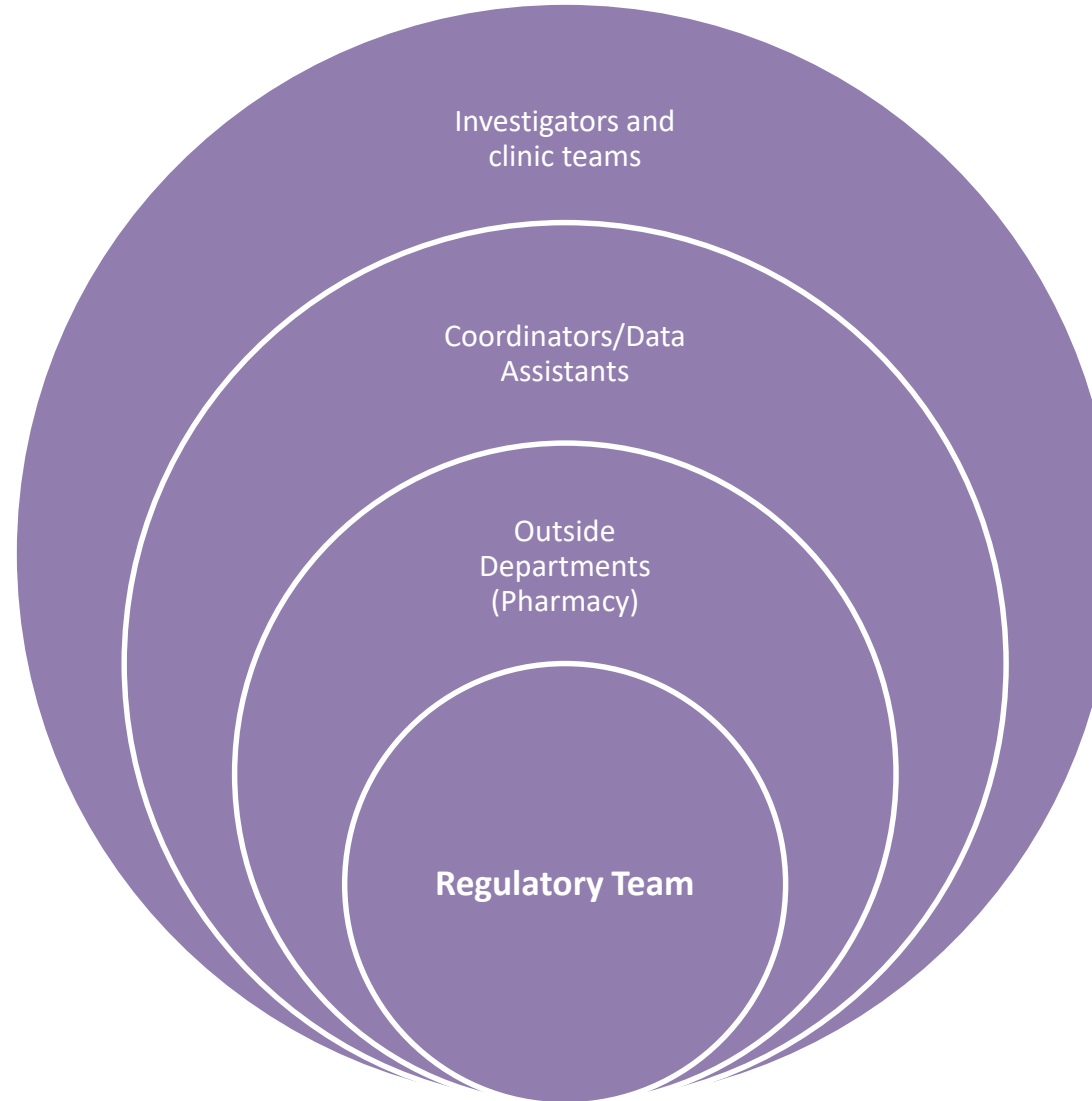 Investigators and
clinic teams
Coordinators/Data
Assistants
Outside
Departments
(Pharmacy)
Regulatory Team